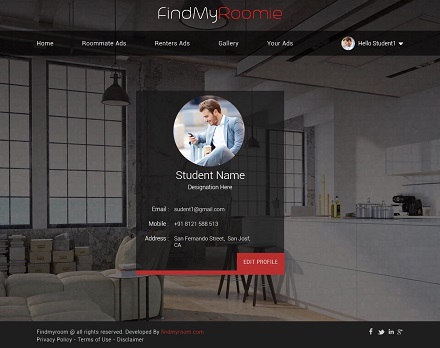 FindMyRoomie
Home Roommate Ads Renters Ads Gallery Your Ads Hello Student1
Student Name
Designation Here
Email : sudent1@gmail.com
Mobile : +91 8121 588 513
Address : San Fernando Street, San Josf,
CA
EDIT PROFILE
Findmyroom @ all rights reserved. Developed By findmyroom.com
Privacy Policy - Terms of Use - Disclaimer